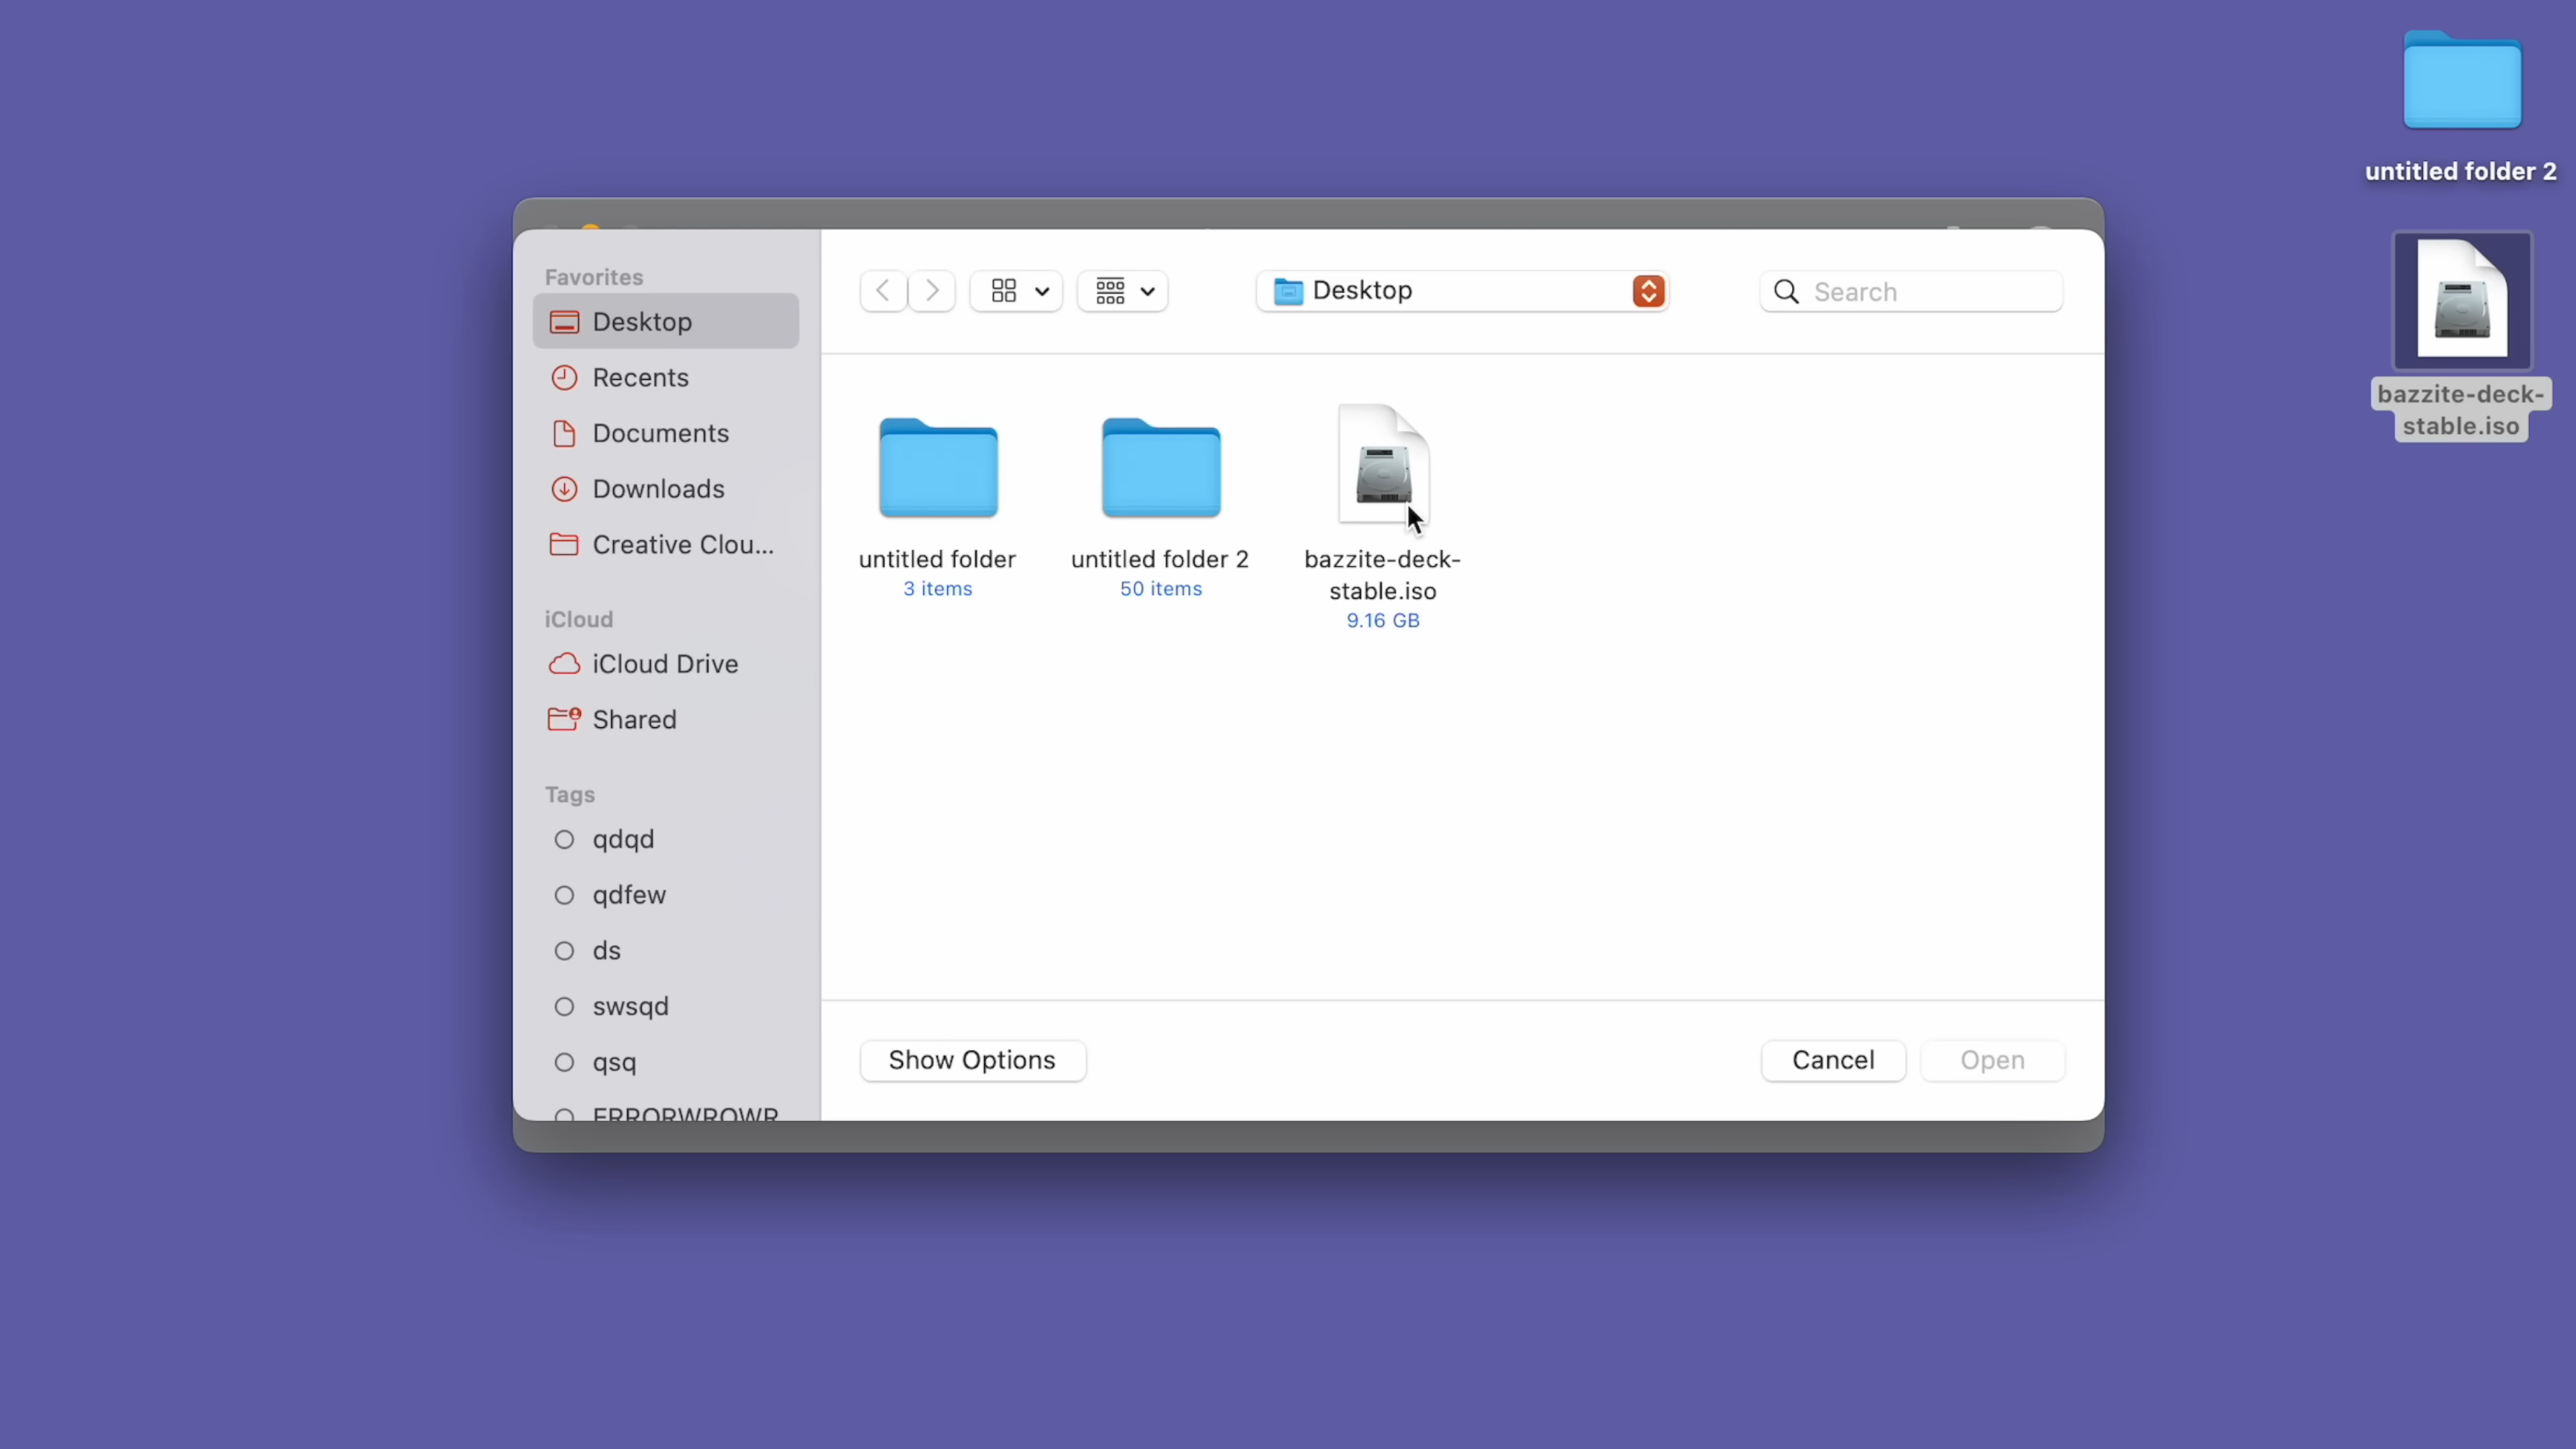 untitled folder 2
bazzite-deck-
stable.iso
Favorites
Desktop
Recents
Documents
Downloads
Creative Clou...
iCloud
iCloud Drive
Shared
Tags
qdqd
qdfew
ds
swsqd
qsq
ERRORWROWR
Desktop
Search
untitled folder
3 items
untitled folder 2
50 items
bazzite-deck-
stable.iso
9.16 GB
Show Options
Cancel
Open